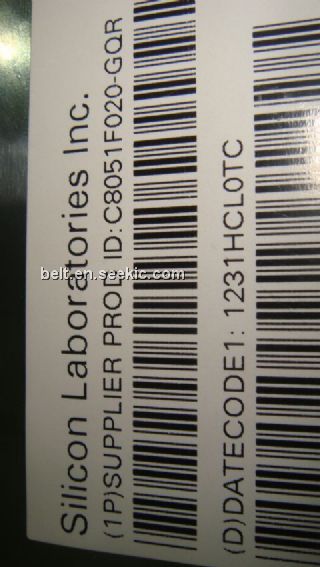 Silicon Laboratories Inc.
(1P)SUPPLIER PROD ID:C8051F020-GQR
(D)DATECODE1: 1231HCL0TC
belt.en.seekic.com